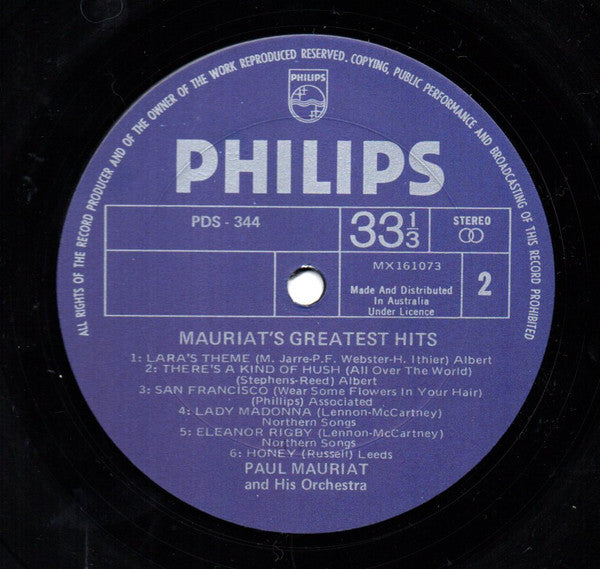 ALL RIGHTS OF THE RECORD PRODUCER AND OF THE OWNER OF THE WORK REPRODUCED RESERVED. COPYING, PUBLIC PERFORMANCE AND BROADCASTING OF THIS RECORD PROHIBITED
PHILIPS
PHILIPS
PDS - 344
33 1/3
STEREO
MX161073
Made And Distributed
In Australia
Under Licence
2
MAURIAT'S GREATEST HITS
1: LARA'S THEME (M. Jarre-P.F. Webster-H. Ithier) Albert
2: THERE'S A KIND OF HUSH (All Over The World)
(Stephens-Reed) Albert
3: SAN FRANCISCO (Wear Some Flowers In Your Hair)
(Phillips) Associated
4: LADY MADONNA (Lennon-McCartney)
Northern Songs
5: ELEANOR RIGBY (Lennon-McCartney)
Northern Songs
6: HONEY (Russell) Leeds
PAUL MAURIAT
and His Orchestra